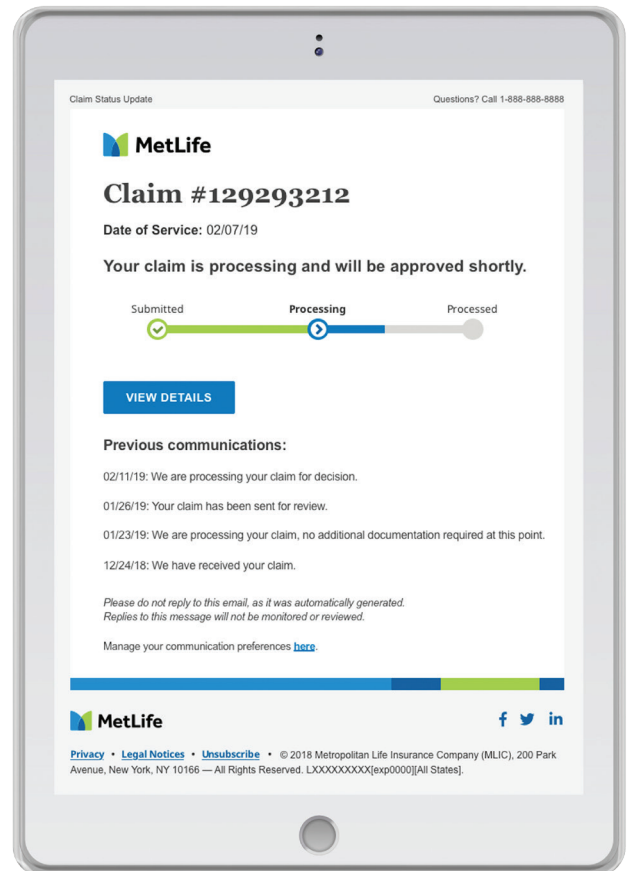 Claim Status Update
Questions? Call 1-888-888-8888
MetLife
Claim #129293212
Date of Service: 02/07/19
Your claim is processing and will be approved shortly.
Submitted
Processing
Processed
VIEW DETAILS
Previous communications:
02/11/19: We are processing your claim for decision.
01/26/19: Your claim has been sent for review.
01/23/19: We are processing your claim, no additional documentation required at this point.
12/24/18: We have received your claim.
Please do not reply to this email, as it was automatically generated.
Replies to this message will not be monitored or reviewed.
Manage your communication preferences here.
MetLife
f in
Privacy • Legal Notices • Unsubscribe • © 2018 Metropolitan Life Insurance Company (MLIC), 200 Park
Avenue, New York, NY 10166 — All Rights Reserved. LXXXXXXXXX[exp0000][All States].